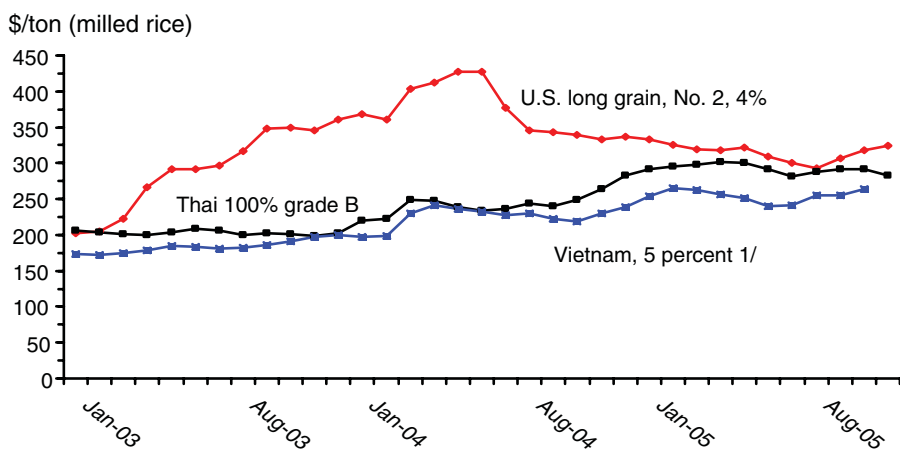 $/ton (milled rice)
450
400
350
300
250
200
150
100
50
0
U.S. long grain, No. 2, 4%
Thai 100% grade B
Vietnam, 5 percent 1/
Jan-03
Aug-03
Jan-04
Aug-04
Jan-05
Aug-05